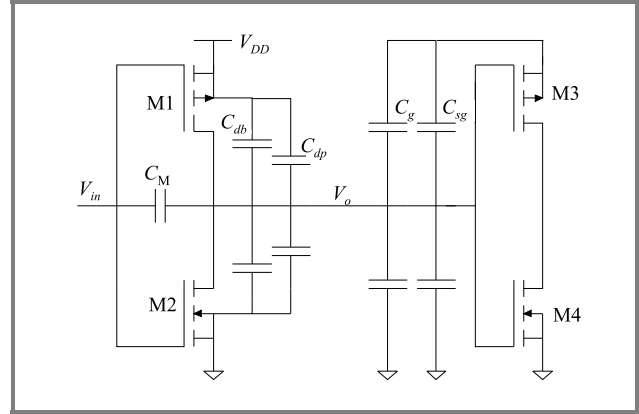 V_DD
M1
C_db
C_dp
C_g
C_sg
M3
C_M
V_in
V_o
M2
M4